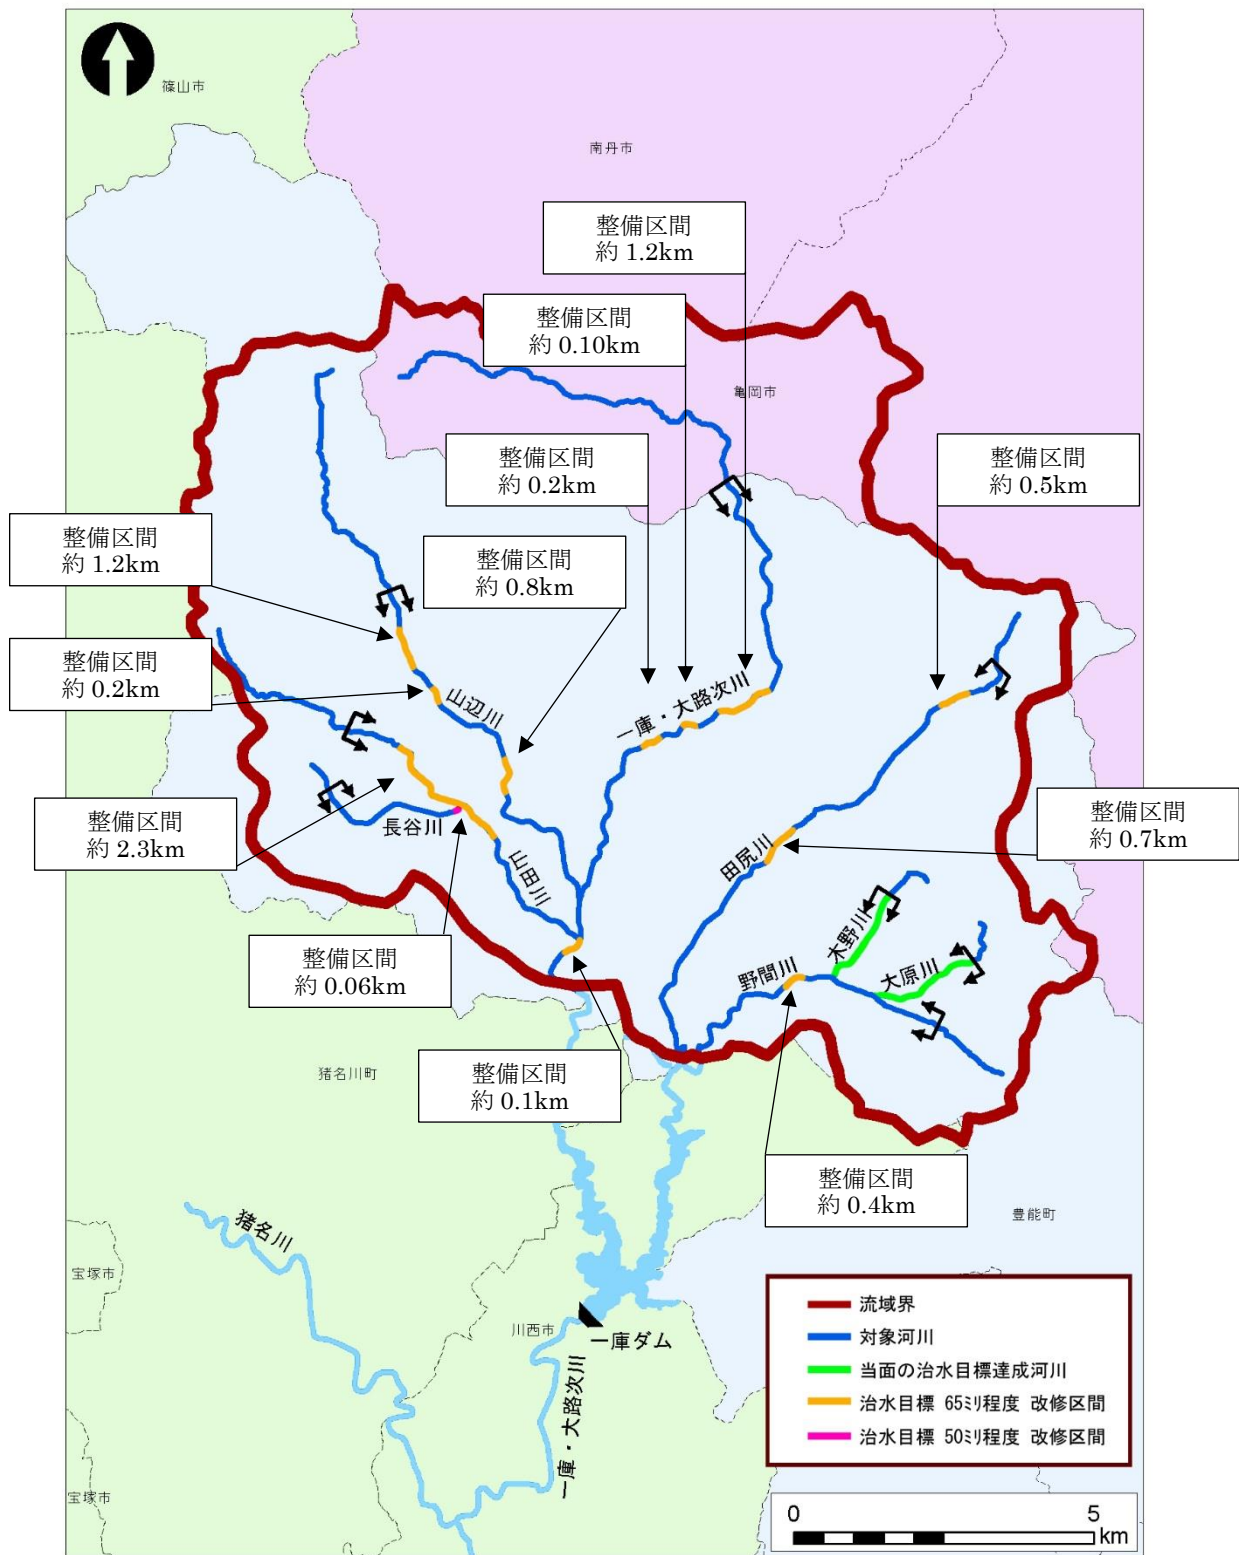 篠山市
南丹市
整備区間
約 1.2km
整備区間
約 0.10km
亀岡市
整備区間
約 0.2km
整備区間
約 0.5km
整備区間
約 1.2km
整備区間
約 0.8km
整備区間
約 0.2km
山辺川
一庫・大路次川
整備区間
約 2.3km
長谷川
山田川
田尻川
整備区間
約 0.7km
木野川
大原川
野間川
整備区間
約 0.06km
整備区間
約 0.1km
猪名川町
整備区間
約 0.4km
豊能町
猪名川
宝塚市
川西市
一庫ダム
一庫・大路次川
宝塚市
流域界
対象河川
当面の治水目標達成河川
治水目標 65ミリ程度 改修区間
治水目標 50ミリ程度 改修区間
0 5
km